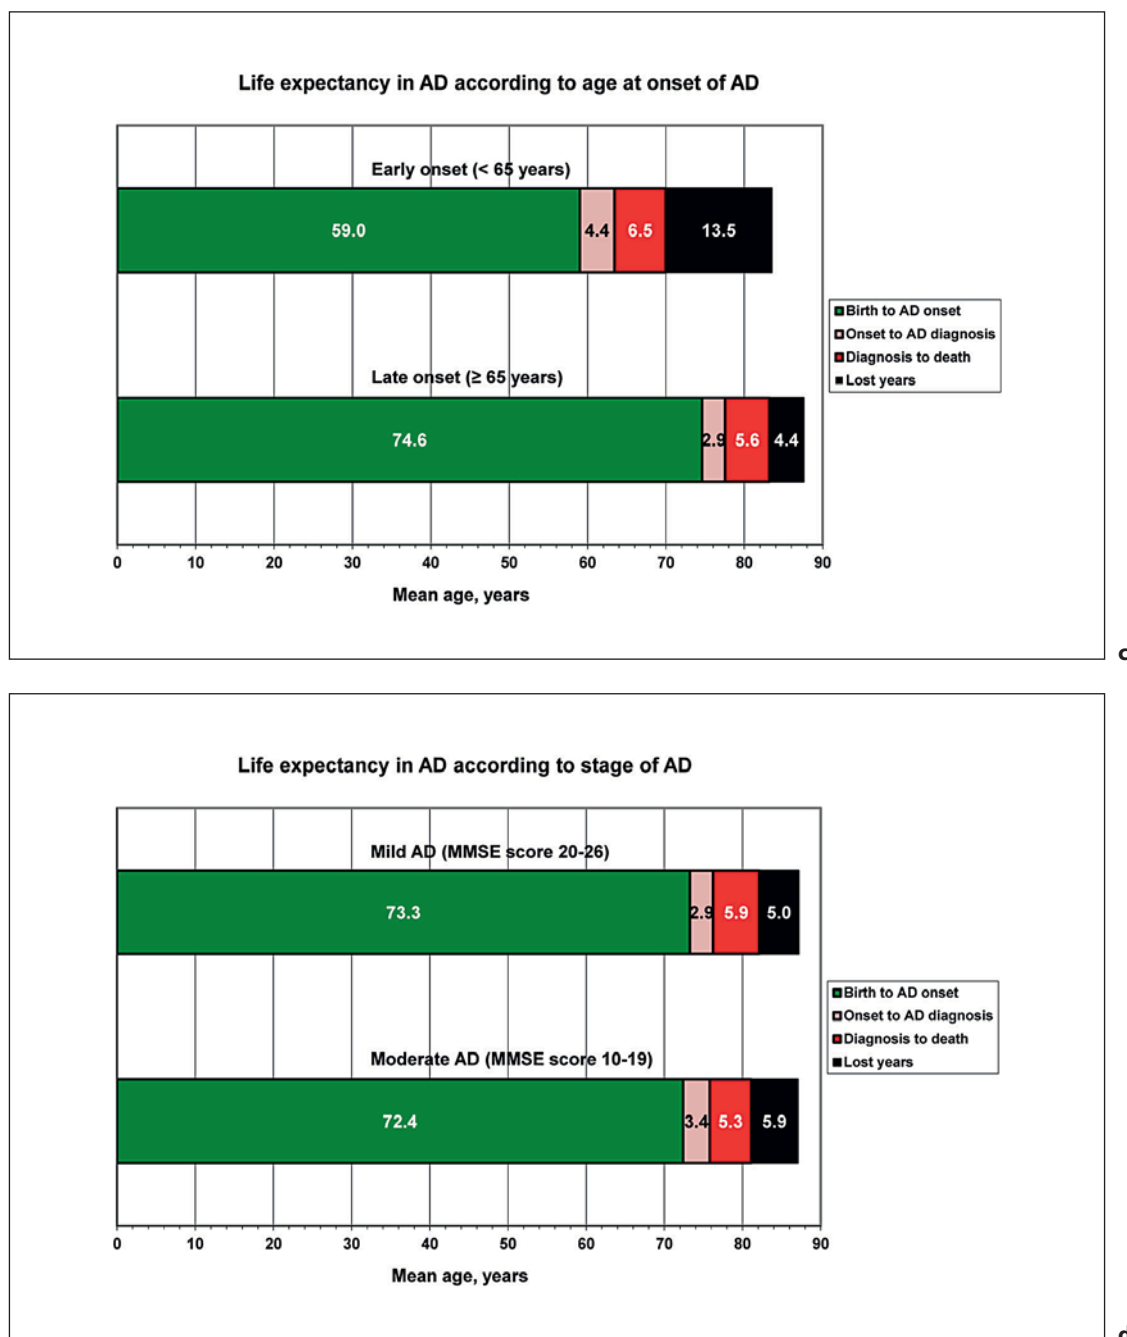 Life expectancy in AD according to age at onset of AD
Early onset (< 65 years)
59.0 4.4 6.5 13.5
Late onset (≥ 65 years)
74.6 2.9 5.6 4.4
0 10 20 30 40 50 60 70 80 90
Mean age, years
Birth to AD onset
Onset to AD diagnosis
Diagnosis to death
Lost years
Life expectancy in AD according to stage of AD
Mild AD (MMSE score 20-26)
73.3 2.9 5.9 5.0
Moderate AD (MMSE score 10-19)
72.4 3.4 5.3 5.9
0 10 20 30 40 50 60 70 80 90
Mean age, years
Birth to AD onset
Onset to AD diagnosis
Diagnosis to death
Lost years